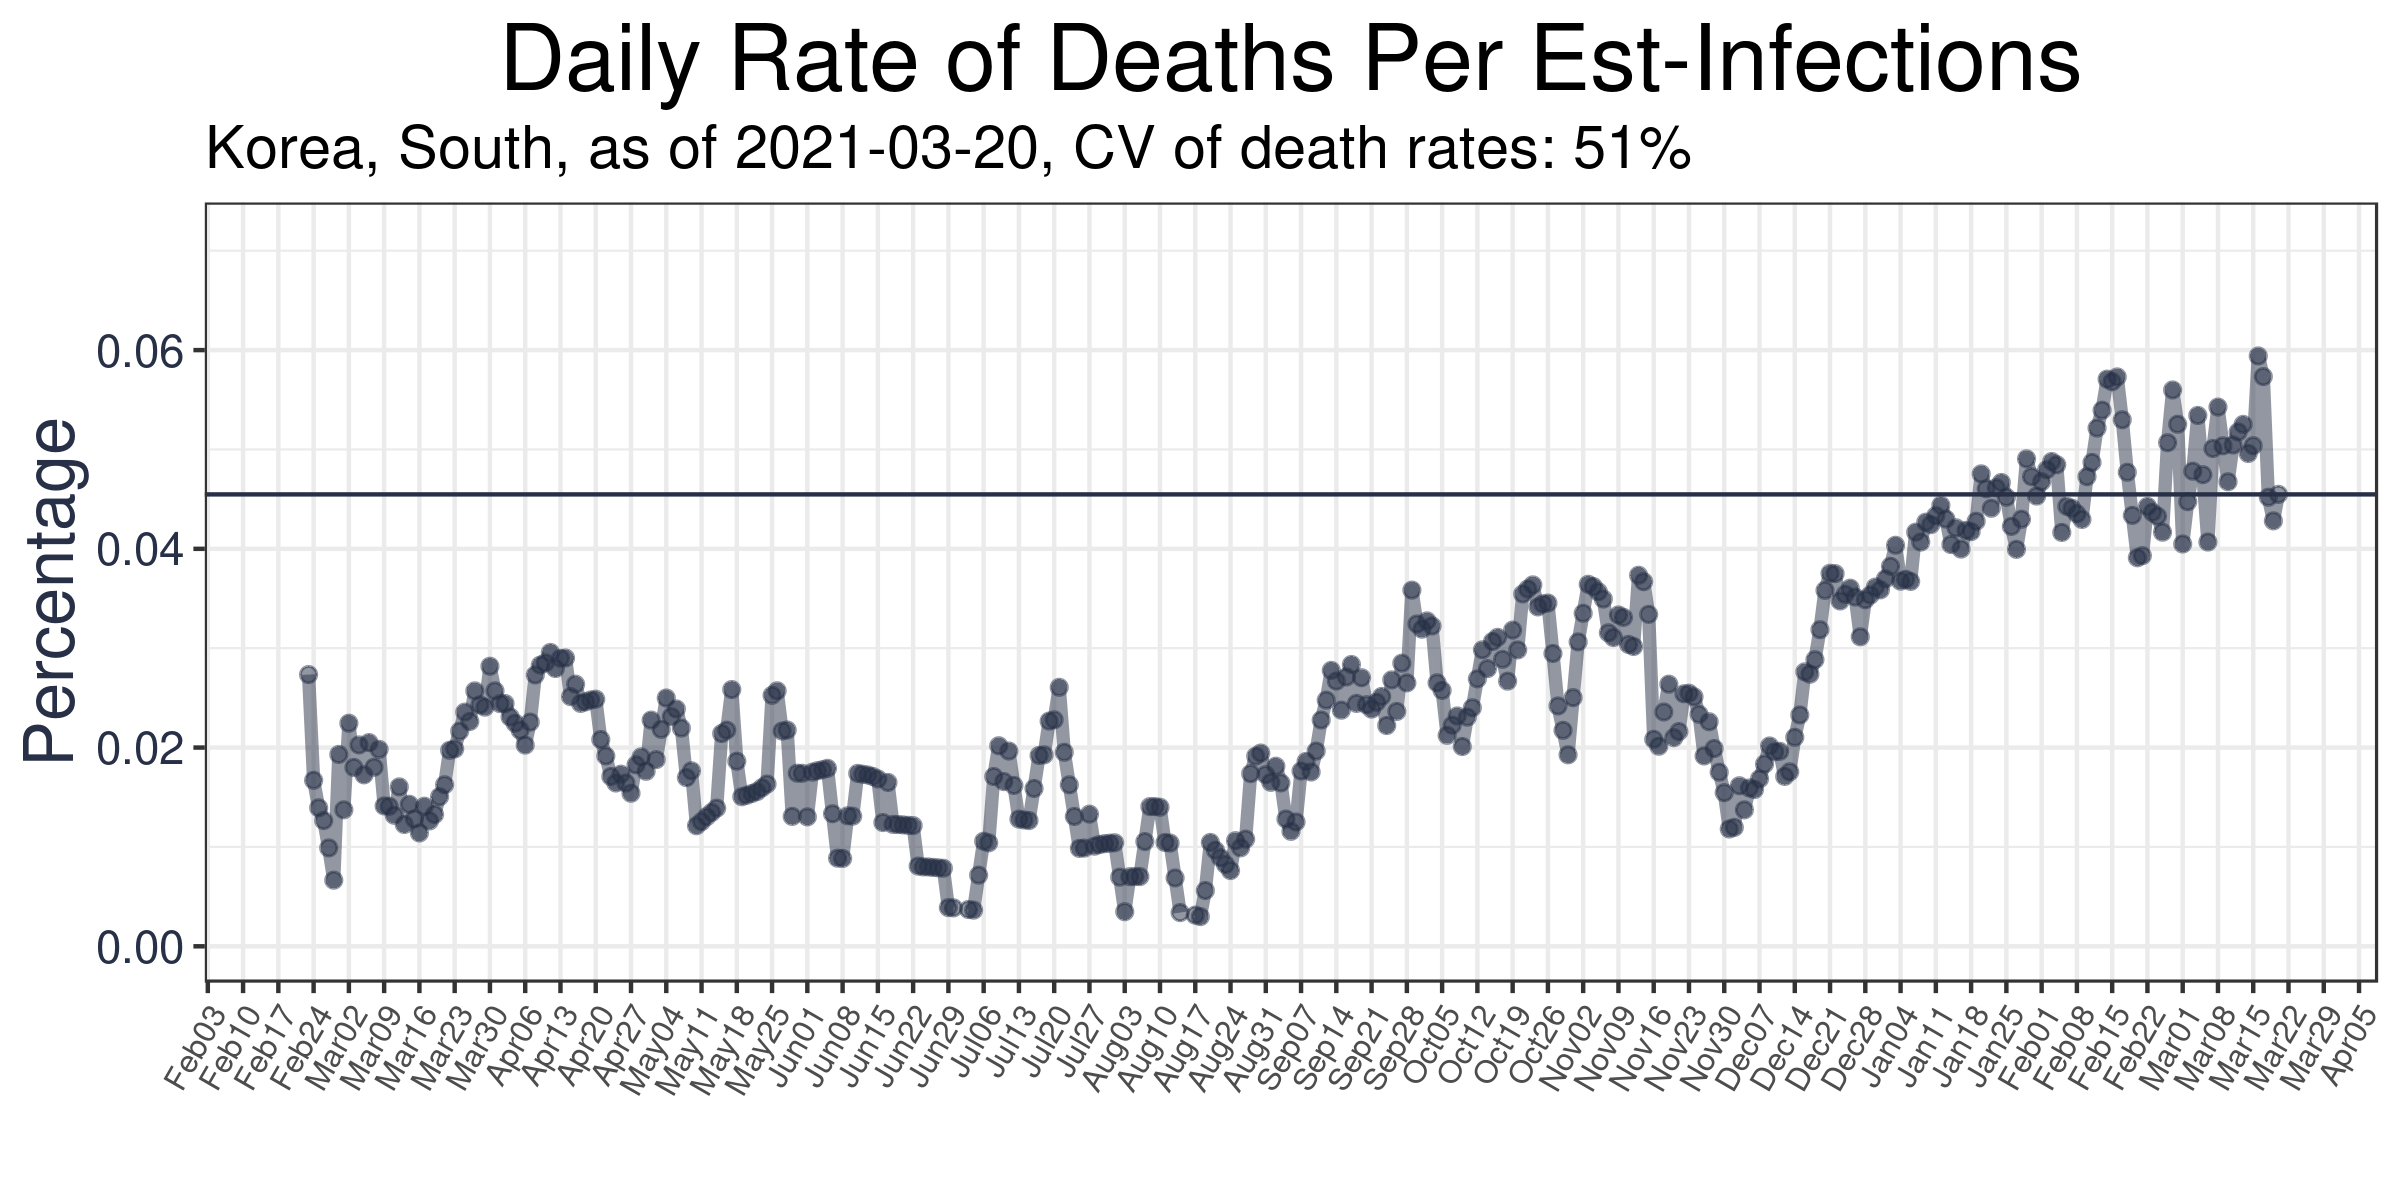 Daily Rate of Deaths Per Est-Infections
Korea, South, as of 2021-03-20, CV of death rates: 51%
Percentage
0.06
0.04
0.02
0.00
Feb03
Feb10
Feb17
Feb24
Mar02
Mar09
Mar16
Mar23
Mar30
Apr06
Apr13
Apr20
Apr27
May04
May11
May18
May25
Jun01
Jun08
Jun15
Jun22
Jun29
Jul06
Jul13
Jul20
Jul27
Aug03
Aug10
Aug17
Aug24
Aug31
Sep07
Sep14
Sep21
Sep28
Oct05
Oct12
Oct19
Oct26
Nov02
Nov09
Nov16
Nov23
Nov30
Dec07
Dec14
Dec21
Dec28
Jan04
Jan11
Jan18
Jan25
Feb01
Feb08
Feb15
Feb22
Mar01
Mar08
Mar15
Mar22
Mar29
Apr05